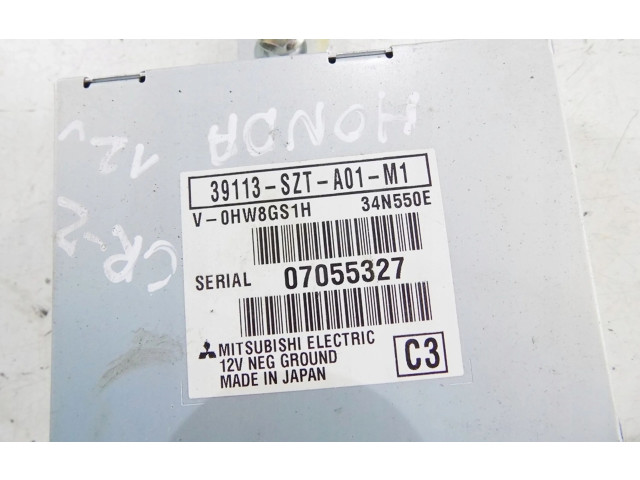 HONDA
CR-Z 12V
39113-SZT-A01-M1
V-0HW8GS1H 34N550E
SERIAL 07055327
MITSUBISHI ELECTRIC
12V NEG GROUND
MADE IN JAPAN
C3